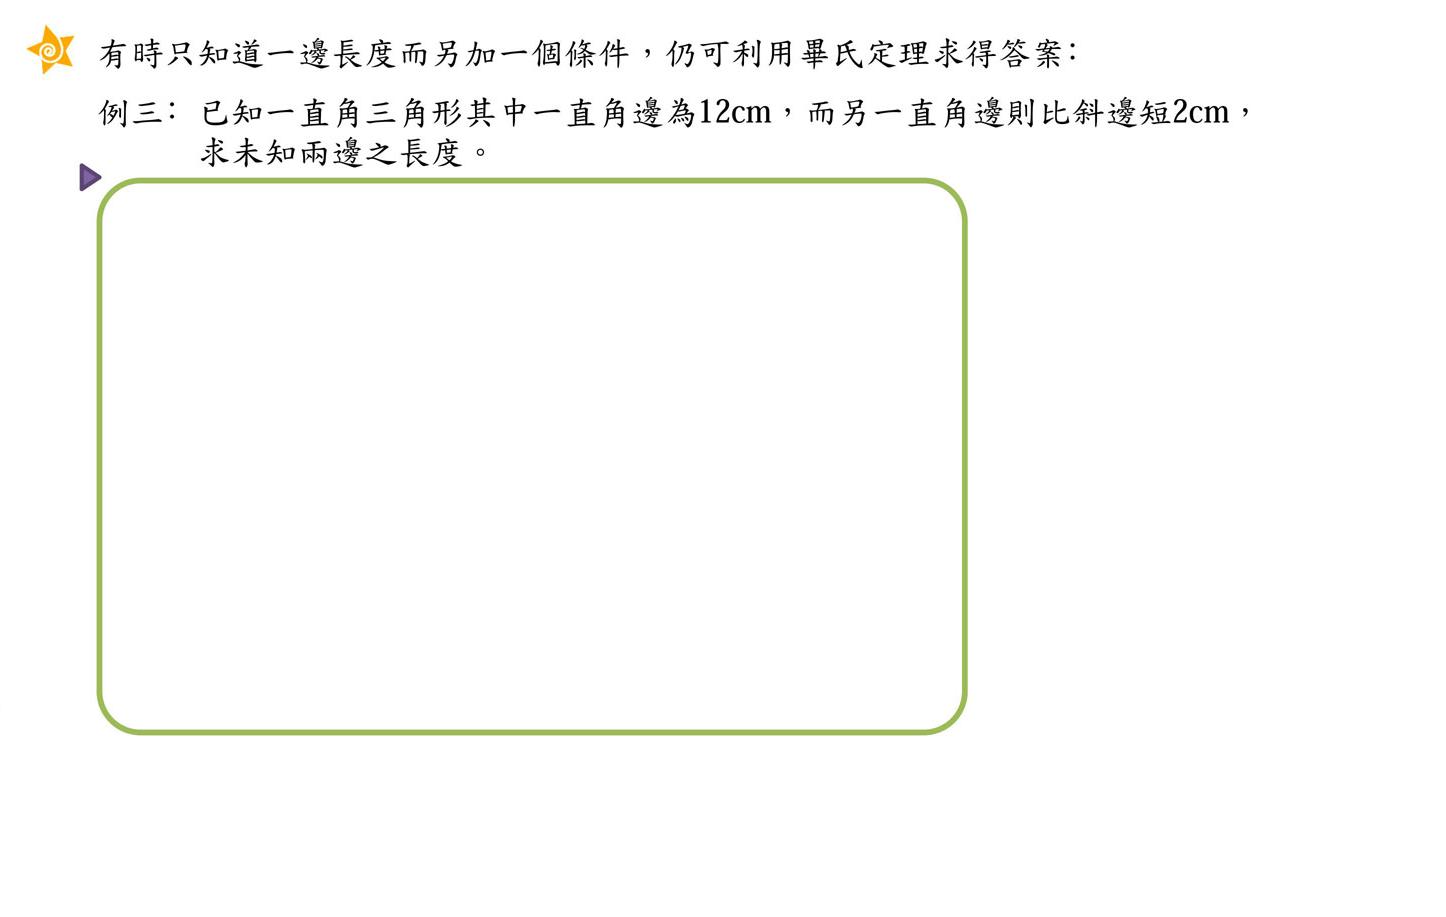 有時只知道一邊長度而另加一個條件，仍可利用畢氏定理求得答案：
例三： 已知一直角三角形其中一直角邊為12cm，而另一直角邊則比斜邊短2cm，
求未知兩邊之長度。